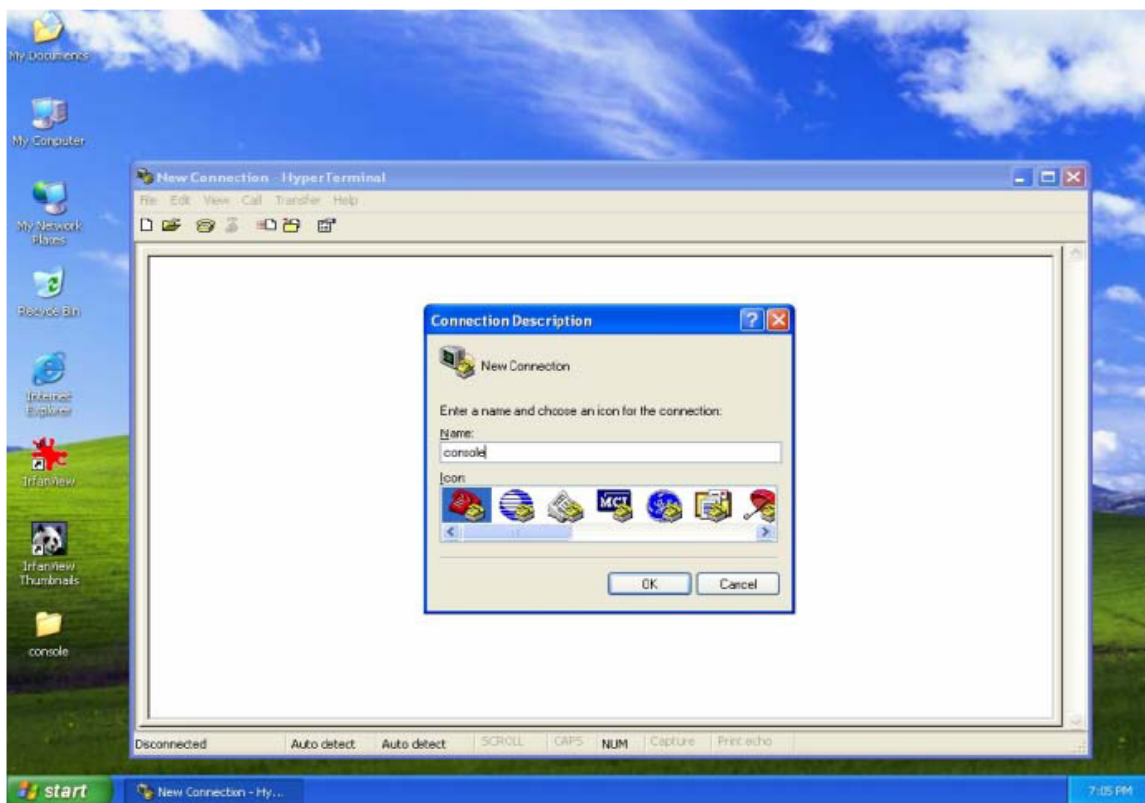 My Documents
My Computer
My Network
Places
Recycle Bin
Internet
Explorer
IrfanView
IrfanView
Thumbnails
console
New Connection - HyperTerminal
File Edit View Call Transfer Help
Connection Description
New Connection
Enter a name and choose an icon for the connection:
Name:
console
Icon:
MCI
OK Cancel
Disconnected Auto detect Auto detect SCROLL CAPS NUM Capture Print echo
start New Connection - Hy... 7:05 PM